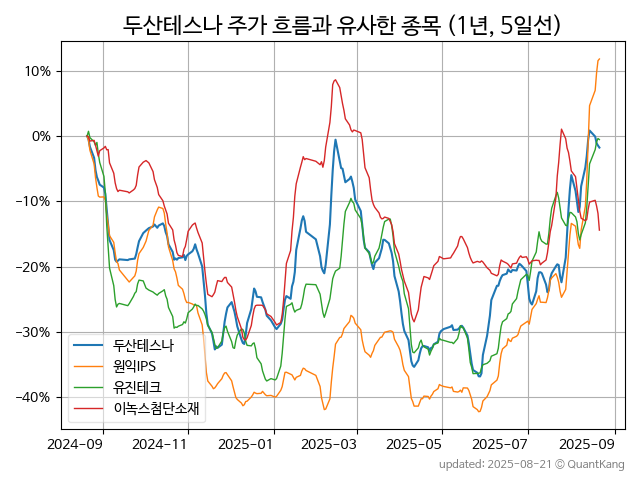 두산테스나 주가 흐름과 유사한 종목 (1년, 5일선)
10%
0%
−10%
−20%
−30%
−40%
두산테스나
원익IPS
유진테크
이녹스첨단소재
2024-09
2024-11
2025-01
2025-03
2025-05
2025-07
2025-09
updated: 2025-08-21 © QuantKang